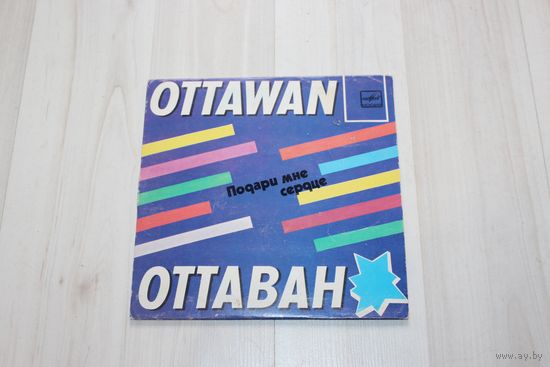 OTTAWAN
Подари мне
сердце
ОТТАВАН
www.ay.by